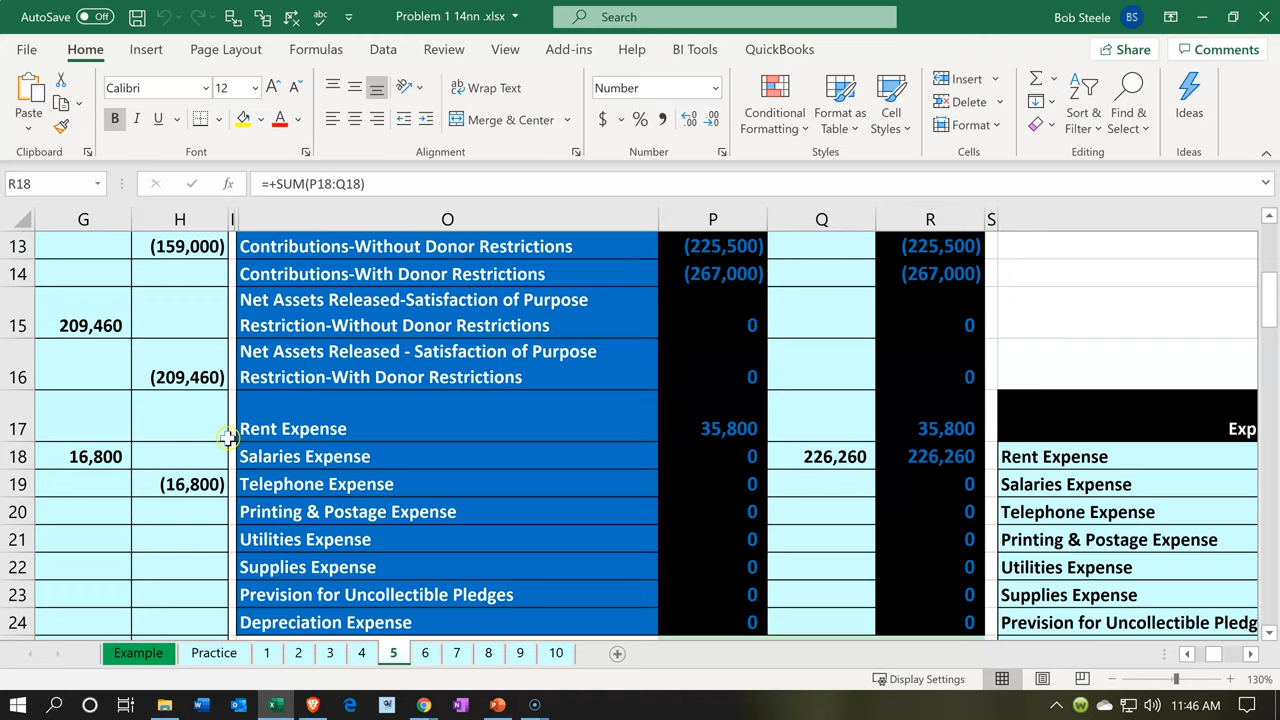 AutoSave Off abc Problem 1 14nn .xlsx Search Bob Steele BS
File Home Insert Page Layout Formulas Data Review View Add-ins Help BI Tools QuickBooks Share Comments
Paste Calibri 12 A A ab Wrap Text Number Conditional Formatting Format as Table Cell Styles Insert Sort & Filter Find & Select Ideas
B I U A Merge & Center $ % Delete
Format
Clipboard Font Alignment Number Styles Cells Editing Ideas
R18 fx =+SUM(P18:Q18)
G H I O P Q R S
13 (159,000) Contributions-Without Donor Restrictions (225,500) (225,500)
14 Contributions-With Donor Restrictions (267,000) (267,000)
Net Assets Released-Satisfaction of Purpose
15 209,460 Restriction-Without Donor Restrictions 0 0
Net Assets Released - Satisfaction of Purpose
16 (209,460) Restriction-With Donor Restrictions 0 0
17 Rent Expense 35,800 35,800 Exp
18 16,800 Salaries Expense 0 226,260 226,260 Rent Expense
19 (16,800) Telephone Expense 0 0 Salaries Expense
20 Printing & Postage Expense 0 0 Telephone Expense
21 Utilities Expense 0 0 Printing & Postage Expense
22 Supplies Expense 0 0 Utilities Expense
23 Prevision for Uncollectible Pledges 0 0 Supplies Expense
24 Depreciation Expense 0 0 Prevision for Uncollectible Pledg
Example Practice 1 2 3 4 5 6 7 8 9 10
Display Settings 130%
11:46 AM